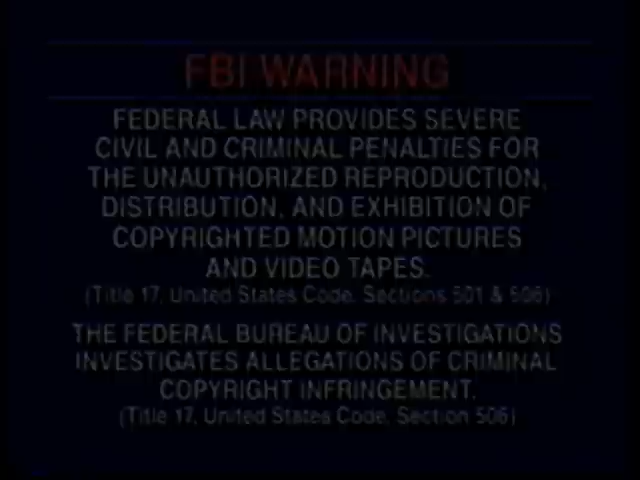 FBI WARNING
FEDERAL LAW PROVIDES SEVERE
CIVIL AND CRIMINAL PENALTIES FOR
THE UNAUTHORIZED REPRODUCTION,
DISTRIBUTION, AND EXHIBITION OF
COPYRIGHTED MOTION PICTURES
AND VIDEO TAPES.
(Title 17, United States Code, Sections 501 & 506)
THE FEDERAL BUREAU OF INVESTIGATIONS
INVESTIGATES ALLEGATIONS OF CRIMINAL
COPYRIGHT INFRINGEMENT.
(Title 17, United States Code, Section 506)